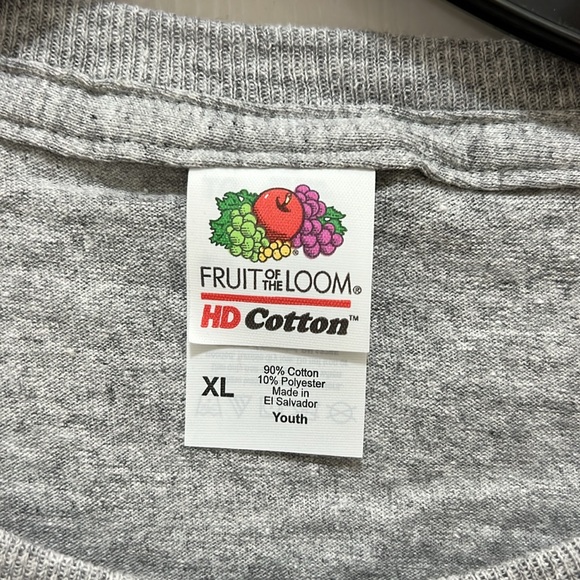 FRUIT OF THE LOOM®
HD Cotton™
XL
90% Cotton
10% Polyester
Made in
El Salvador
Youth